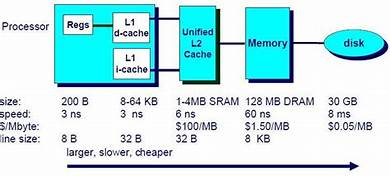 Processor
Regs
L1
d-cache
L1
i-cache
Unified
L2
Cache
Memory
disk
size: 200 B 8-64 KB 1-4MB SRAM 128 MB DRAM 30 GB
speed: 3 ns 3 ns 6 ns 60 ns 8 ms
$/Mbyte: $100/MB $1.50/MB $0.05/MB
line size: 8 B 32 B 32 B 8 KB
larger, slower, cheaper